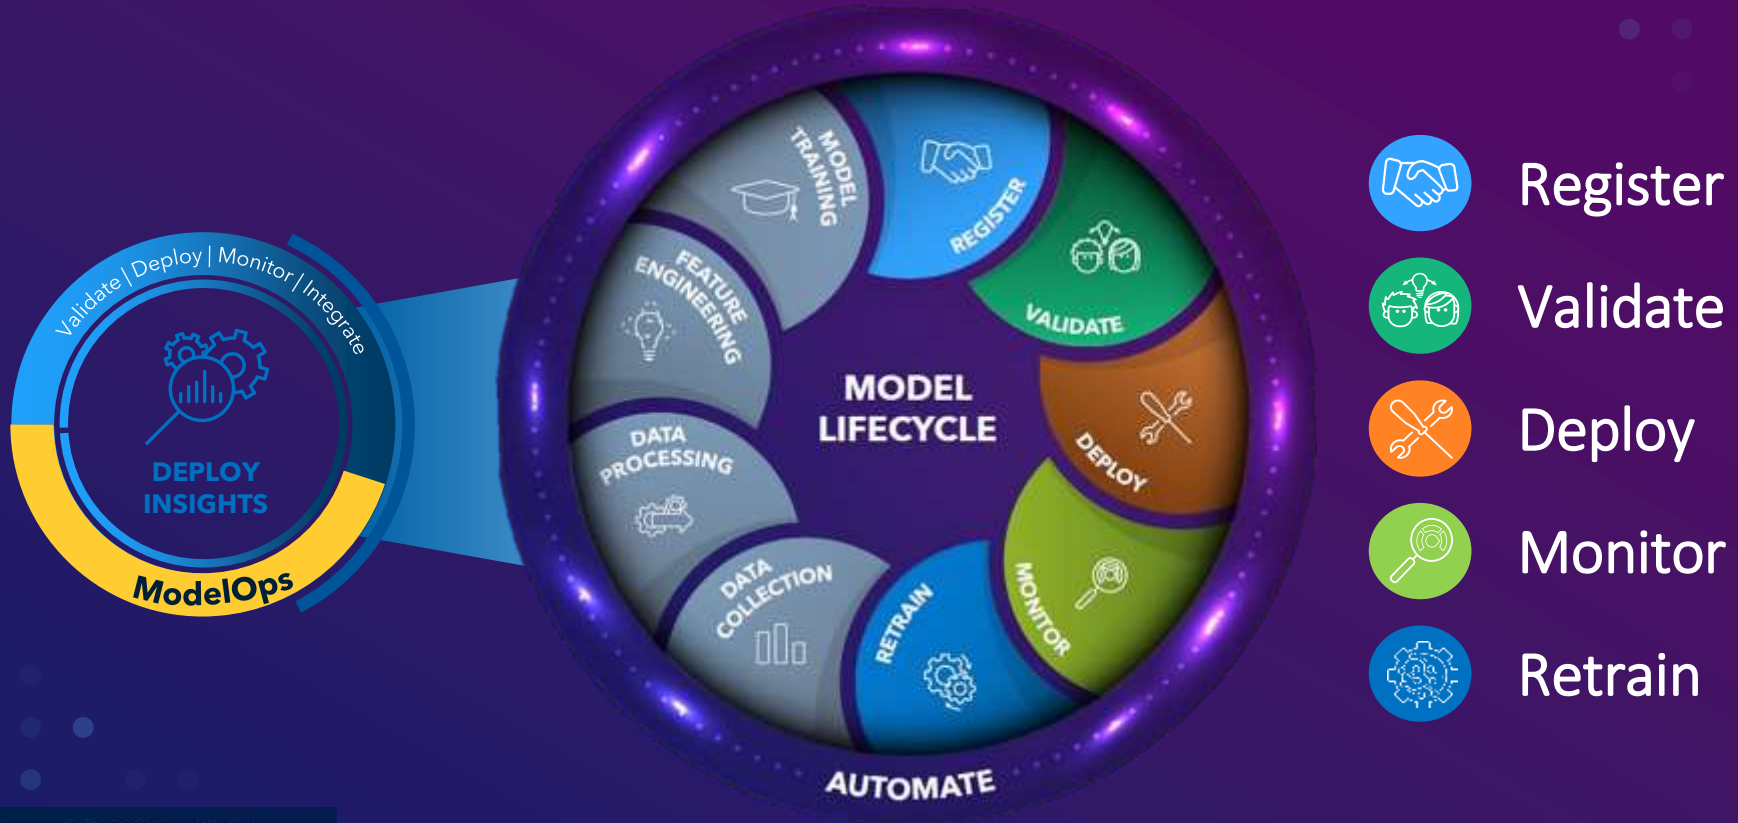 Validate | Deploy | Monitor | Integrate
DEPLOY
INSIGHTS
ModelOps
MODEL
LIFECYCLE
REGISTER
VALIDATE
DEPLOY
MONITOR
RETRAIN
DATA
COLLECTION
DATA
PROCESSING
FEATURE
ENGINEERING
MODEL
TRAINING
AUTOMATE
Register
Validate
Deploy
Monitor
Retrain